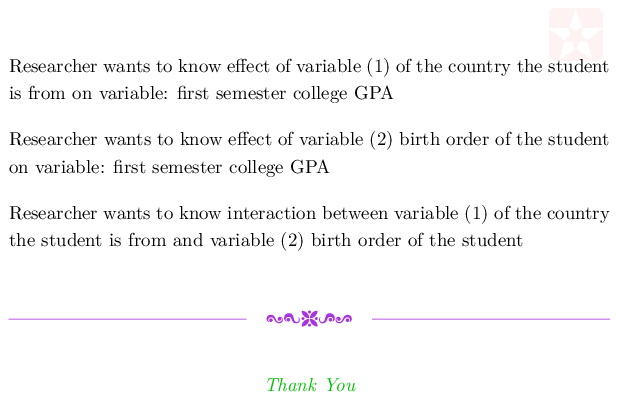 Researcher wants to know effect of variable (1) of the country the student
is from on variable: first semester college GPA
Researcher wants to know effect of variable (2) birth order of the student
on variable: first semester college GPA
Researcher wants to know interaction between variable (1) of the country
the student is from and variable (2) birth order of the student
Thank You